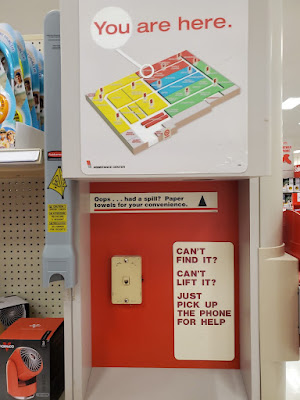 You are here.
Oops . . . had a spill? Paper
towels for your convenience.
CAN'T
FIND IT?
CAN'T
LIFT IT?
JUST
PICK UP
THE PHONE
FOR HELP